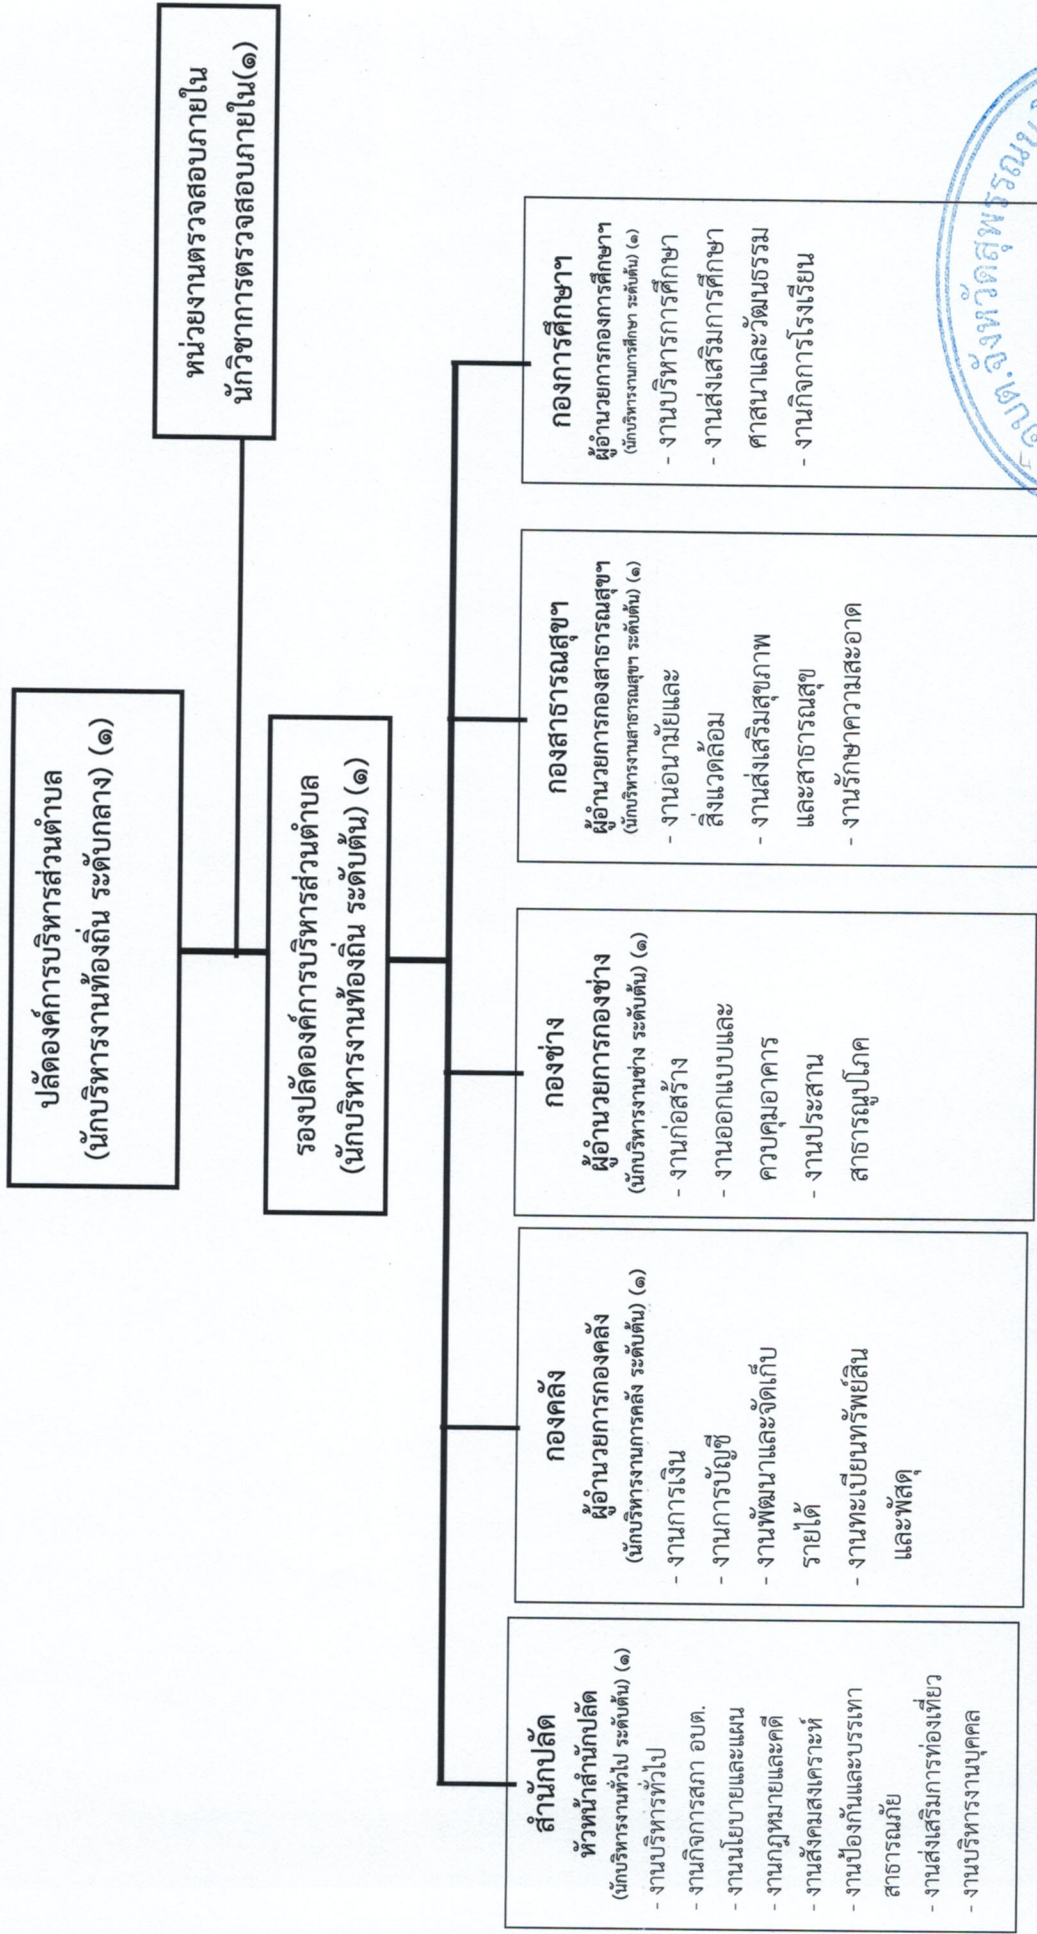 ปลัดองค์การบริหารส่วนตำบล
(นักบริหารงานท้องถิ่น ระดับกลาง) (๑)
หน่วยงานตรวจสอบภายใน
นักวิชาการตรวจสอบภายใน(๑)
รองปลัดองค์การบริหารส่วนตำบล
(นักบริหารงานท้องถิ่น ระดับต้น) (๑)
สำนักปลัด
หัวหน้าสำนักปลัด
(นักบริหารงานทั่วไป ระดับต้น) (๑)
- งานบริหารทั่วไป
- งานกิจการสภา อบต.
- งานนโยบายและแผน
- งานกฎหมายและคดี
- งานสังคมสงเคราะห์
- งานป้องกันและบรรเทา
สาธารณภัย
- งานส่งเสริมการท่องเที่ยว
- งานบริหารงานบุคคล
กองคลัง
ผู้อำนวยการกองคลัง
(นักบริหารงานการคลัง ระดับต้น) (๑)
- งานการเงิน
- งานการบัญชี
- งานพัฒนาและจัดเก็บ
รายได้
- งานทะเบียนทรัพย์สิน
และพัสดุ
กองช่าง
ผู้อำนวยการกองช่าง
(นักบริหารงานช่าง ระดับต้น) (๑)
- งานก่อสร้าง
- งานออกแบบและ
ควบคุมอาคาร
- งานประสาน
สาธารณูปโภค
กองสาธารณสุขฯ
ผู้อำนวยการกองสาธารณสุขฯ
(นักบริหารงานสาธารณสุขฯ ระดับต้น) (๑)
- งานอนามัยและ
สิ่งแวดล้อม
- งานส่งเสริมสุขภาพ
และสาธารณสุข
- งานรักษาความสะอาด
กองการศึกษาฯ
ผู้อำนวยการกองการศึกษาฯ
(นักบริหารงานการศึกษา ระดับต้น) (๑)
- งานบริหารการศึกษา
- งานส่งเสริมการศึกษา
ศาสนาและวัฒนธรรม
- งานกิจการโรงเรียน
อบต.จังหวัดสุพรรณบุ